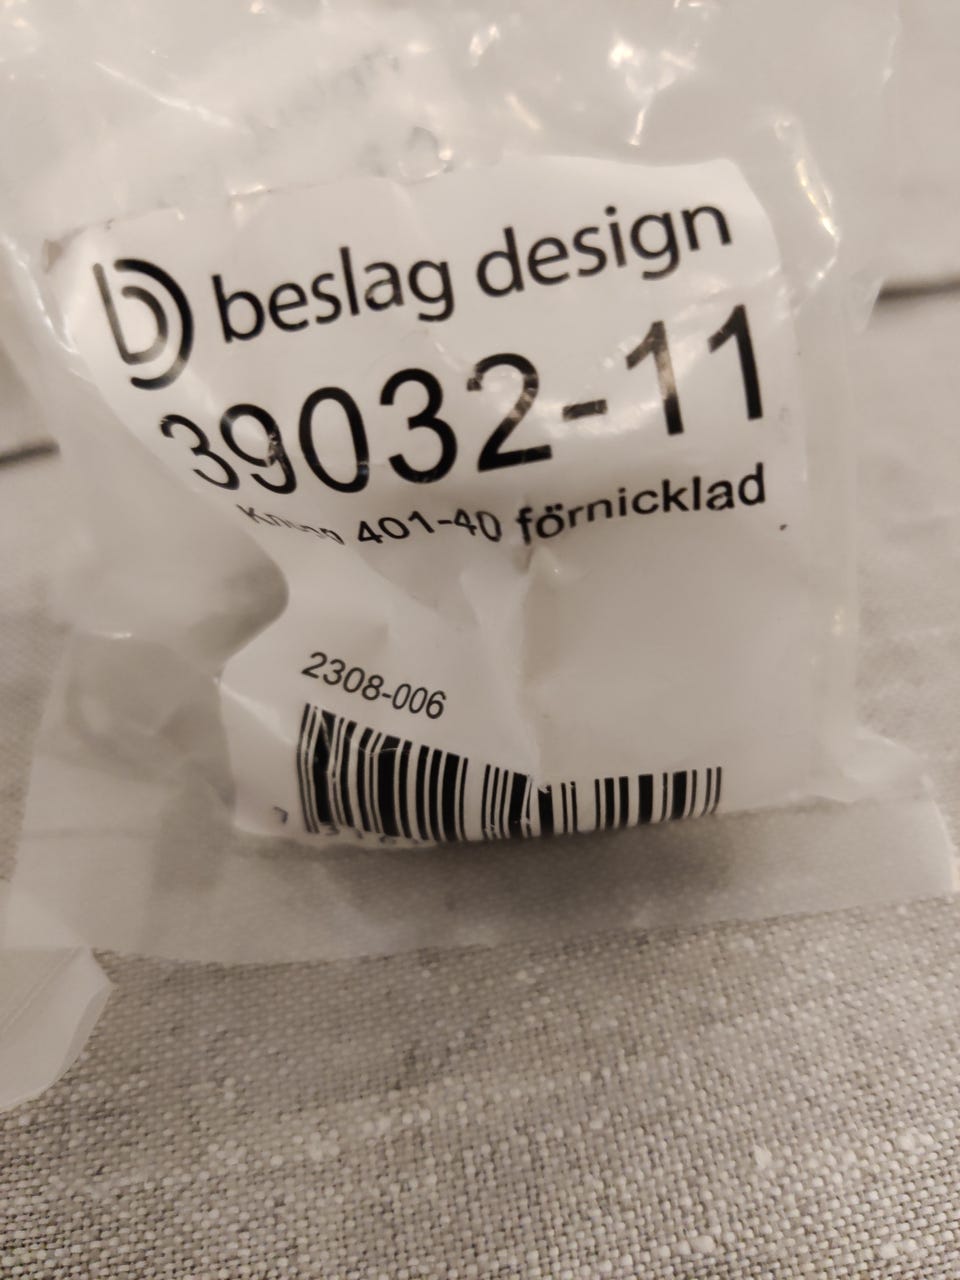 beslag design
39032-11
401-40 förnicklad
2308-006